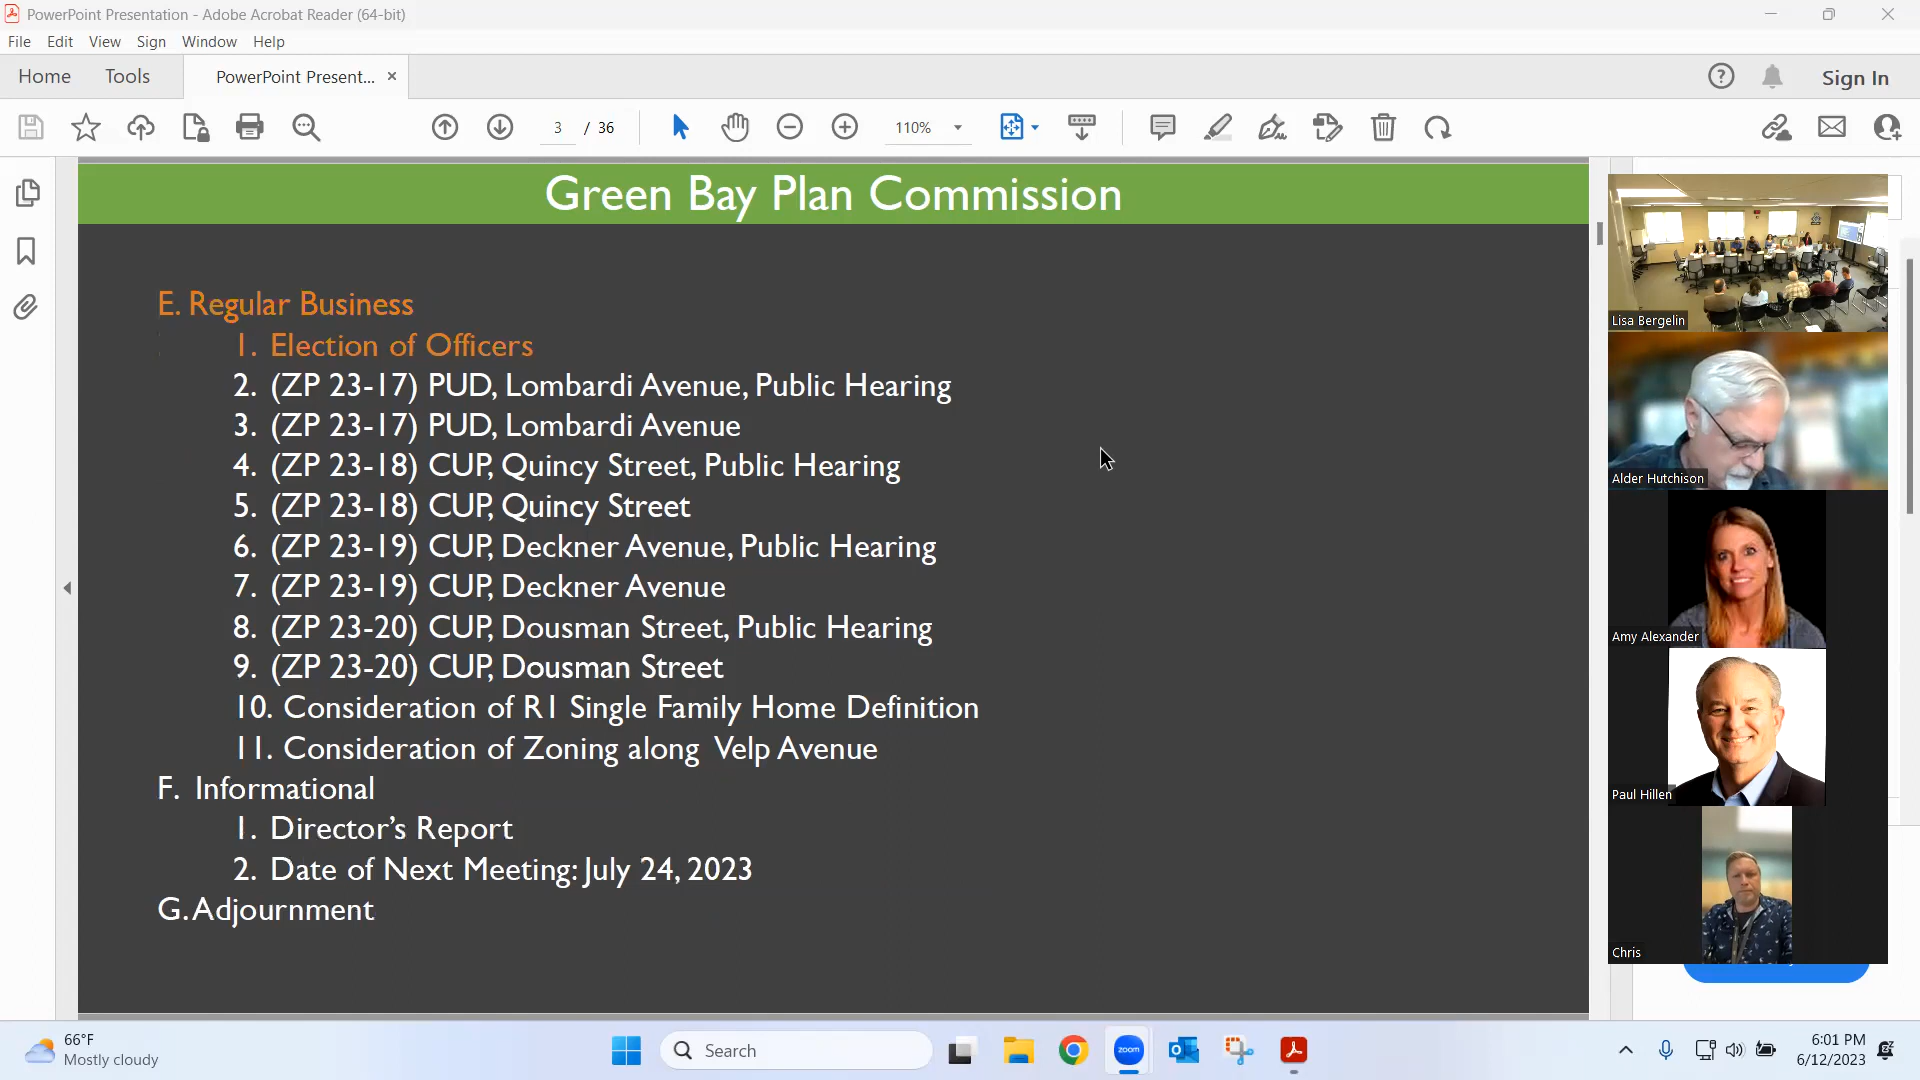 PowerPoint Presentation - Adobe Acrobat Reader (64-bit)
File Edit View Sign Window Help
Home Tools PowerPoint Present... × Sign In
3 / 36 110%
Green Bay Plan Commission
E. Regular Business
1. Election of Officers
2. (ZP 23-17) PUD, Lombardi Avenue, Public Hearing
3. (ZP 23-17) PUD, Lombardi Avenue
4. (ZP 23-18) CUP, Quincy Street, Public Hearing
5. (ZP 23-18) CUP, Quincy Street
6. (ZP 23-19) CUP, Deckner Avenue, Public Hearing
7. (ZP 23-19) CUP, Deckner Avenue
8. (ZP 23-20) CUP, Dousman Street, Public Hearing
9. (ZP 23-20) CUP, Dousman Street
10. Consideration of R1 Single Family Home Definition
11. Consideration of Zoning along Velp Avenue
F. Informational
1. Director's Report
2. Date of Next Meeting: July 24, 2023
G. Adjournment
Lisa Bergelin
Alder Hutchison
Amy Alexander
Paul Hillen
Chris
66°F
Mostly cloudy
Search
zoom
6:01 PM
6/12/2023